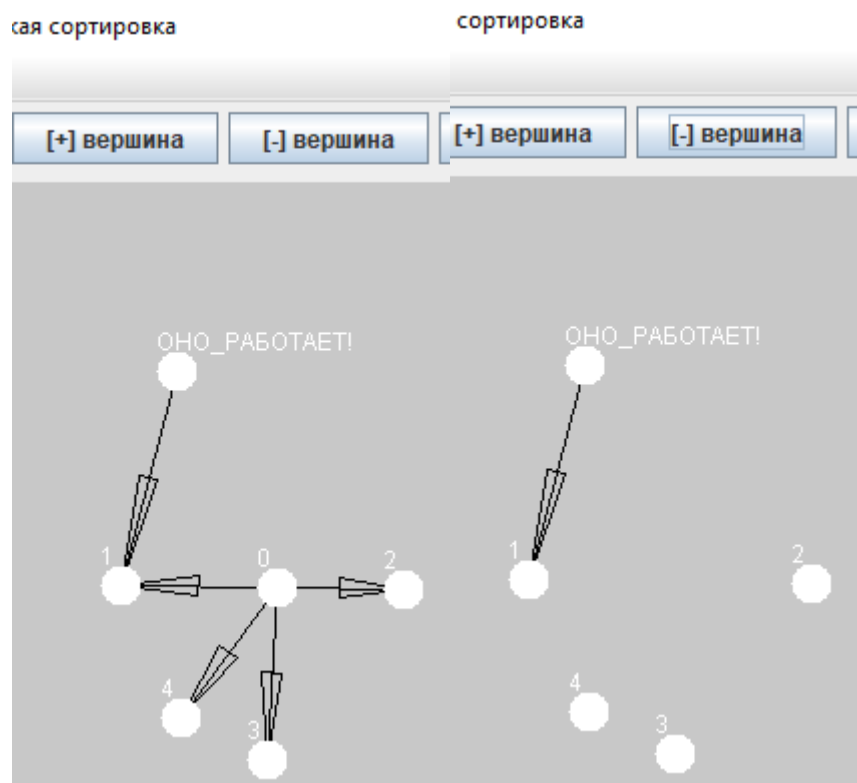 кая сортировка
[+] вершина
[-] вершина
ОНО_РАБОТАЕТ!
1
0
2
4
3
сортировка
[+] вершина
[-] вершина
ОНО_РАБОТАЕТ!
1
2
4
3